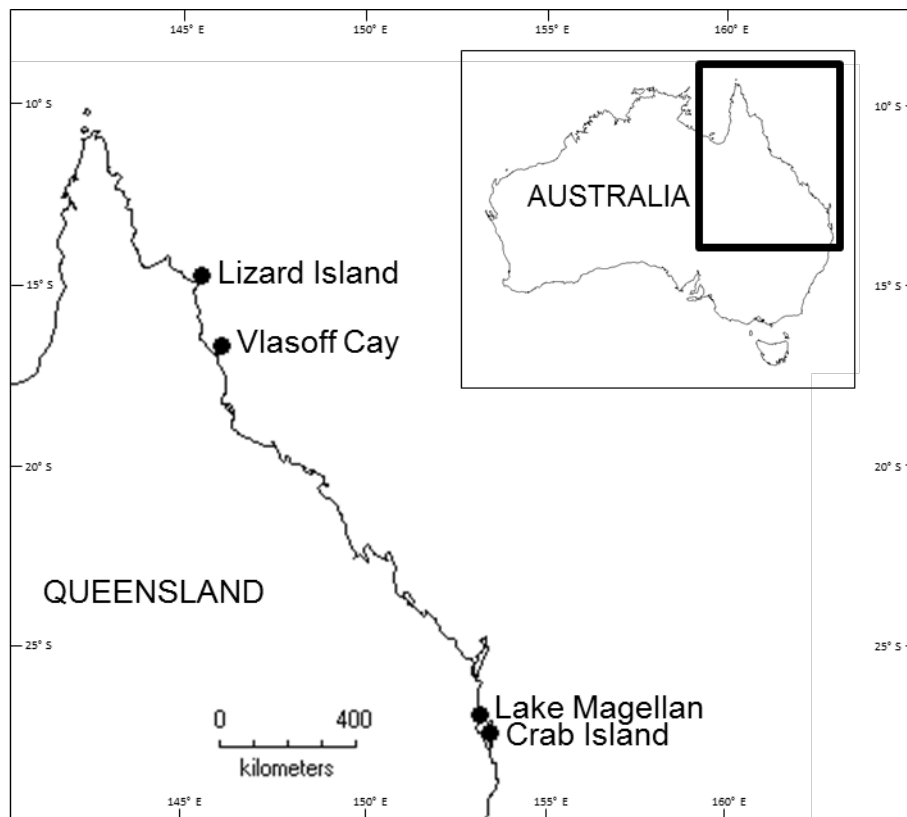 145° E 150° E 155° E 160° E
10° S 10° S
AUSTRALIA
Lizard Island
15° S 15° S
Vlasoff Cay
20° S 20° S
QUEENSLAND
25° S 25° S
Lake Magellan
0 400
Crab Island
kilometers
145° E 150° E 155° E 160° E